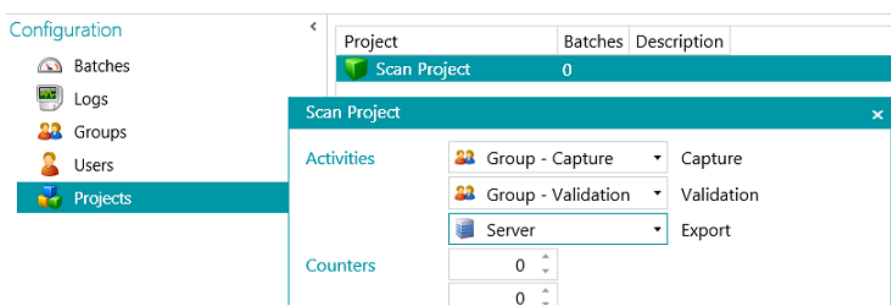 Configuration
Batches
Logs
Groups
Users
Projects
Project Batches Description
Scan Project 0
Scan Project
Activities Group - Capture Capture
Group - Validation Validation
Server Export
Counters 0
0